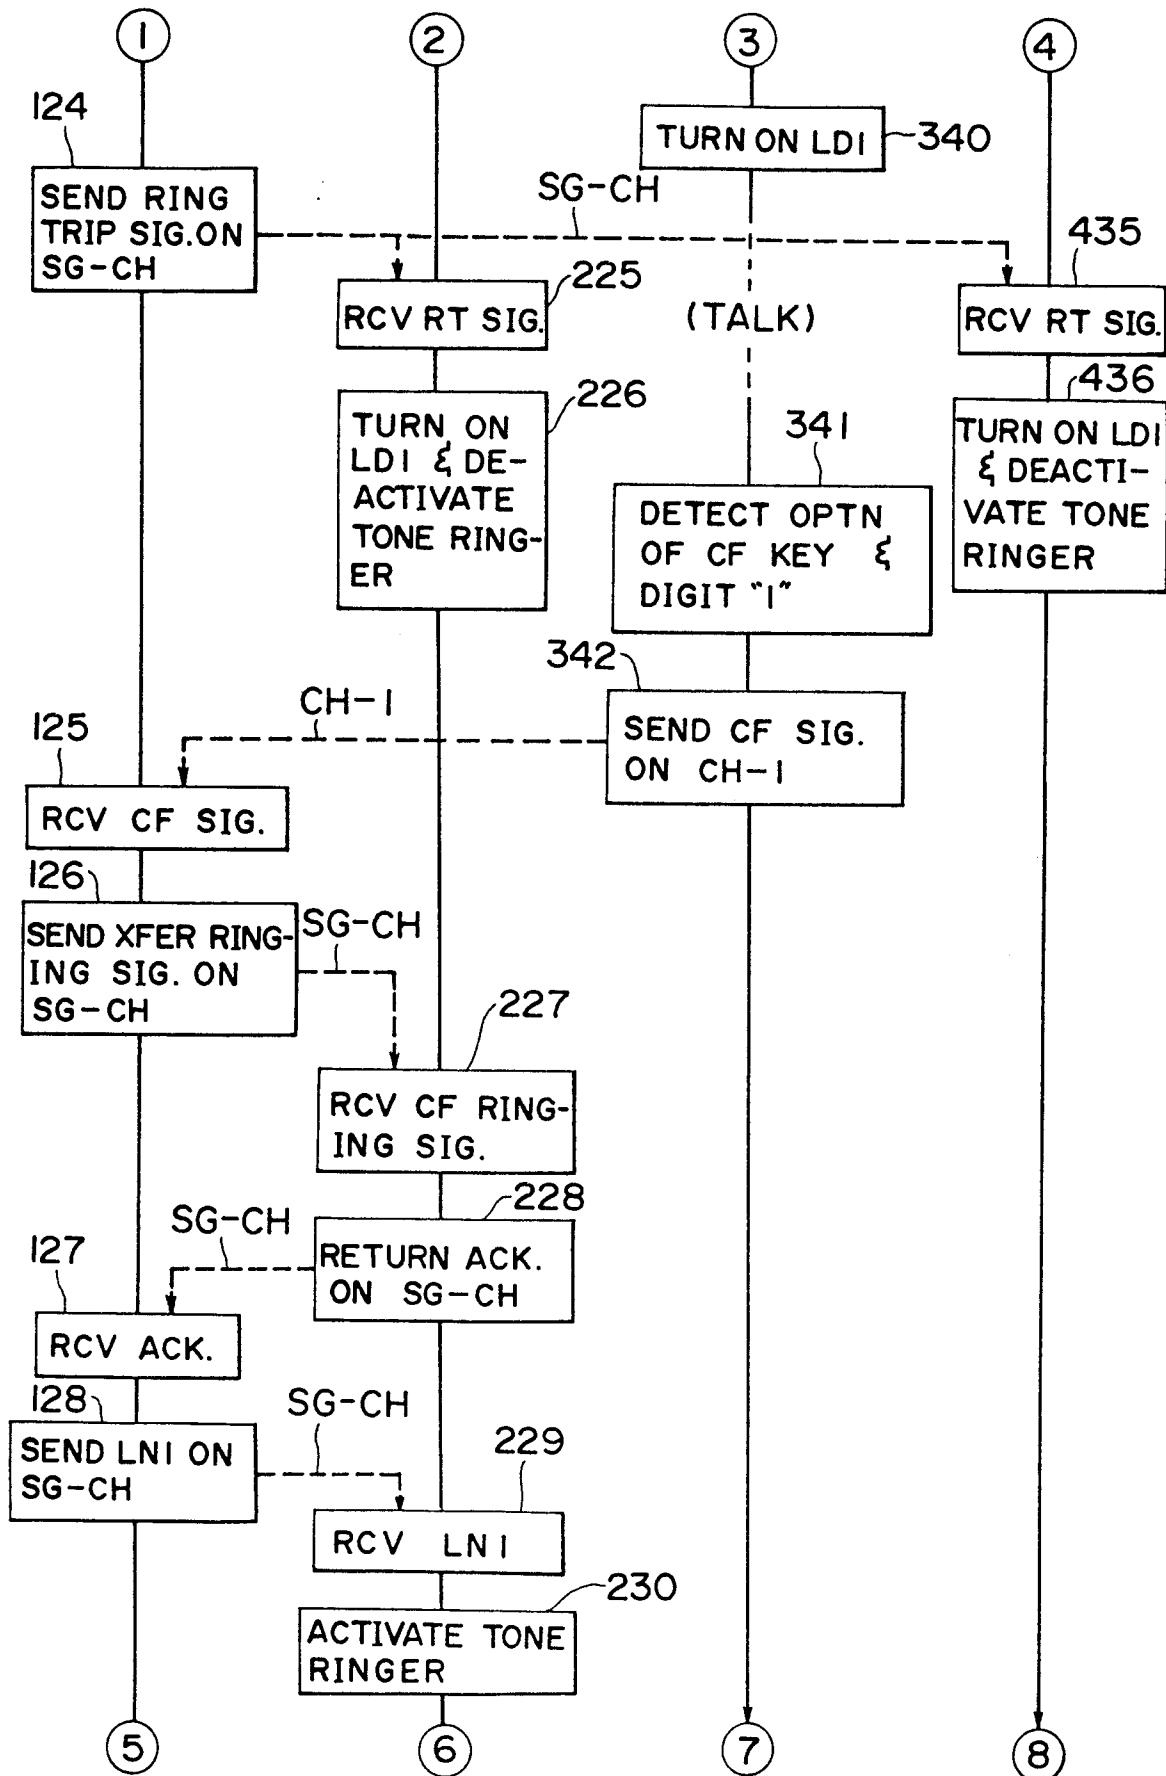 1
2
3
4
124
SEND RING
TRIP SIG. ON
SG-CH
SG-CH
TURN ON LD1
340
225
RCV RT SIG.
(TALK)
435
RCV RT SIG.
226
TURN ON
LD1 & DE-
ACTIVATE
TONE RING-
ER
341
DETECT OPTN
OF CF KEY &
DIGIT "1"
436
TURN ON LD1
& DEACTI-
VATE TONE
RINGER
342
SEND CF SIG.
ON CH-1
CH-1
125
RCV CF SIG.
126
SEND XFER RING-
ING SIG. ON
SG-CH
SG-CH
227
RCV CF RING-
ING SIG.
228
RETURN ACK.
ON SG-CH
SG-CH
127
RCV ACK.
128
SEND LN1 ON
SG-CH
SG-CH
229
RCV LN1
230
ACTIVATE TONE
RINGER
5
6
7
8